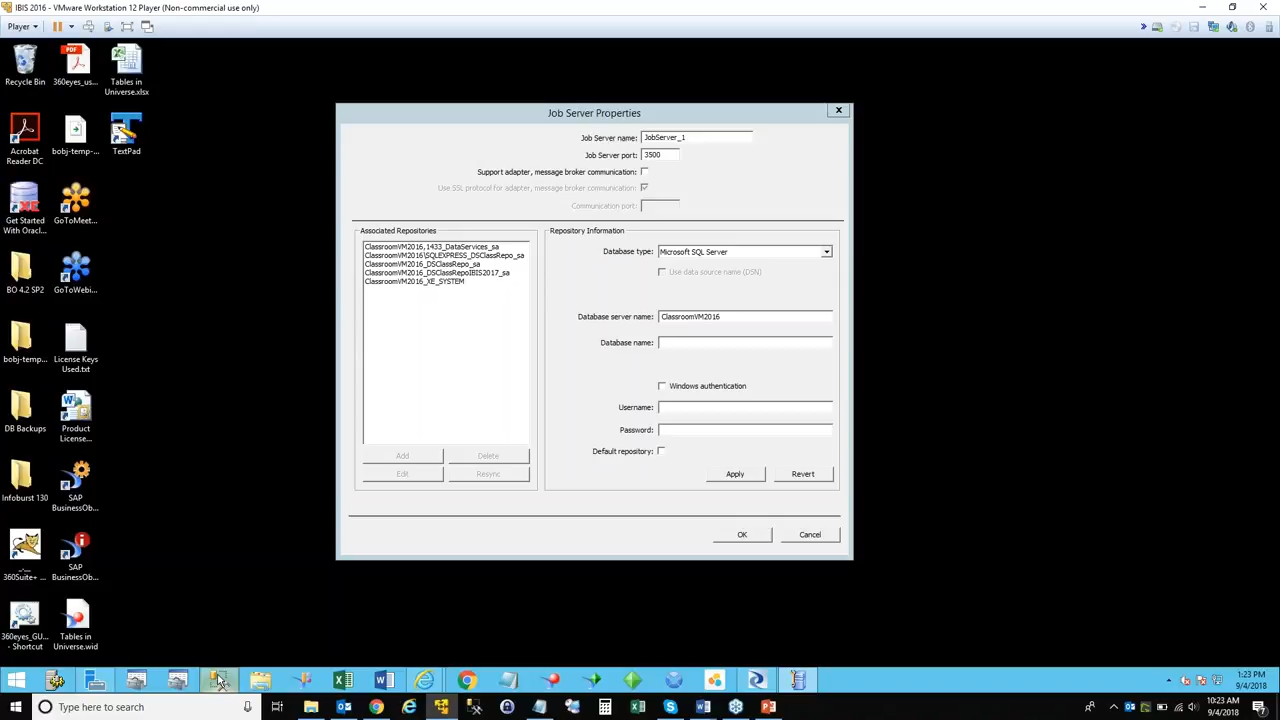 IBIS 2016 - VMware Workstation 12 Player (Non-commercial use only)
Player
Recycle Bin
360eyes_us...
Tables in
Universe.xlsx
Acrobat
Reader DC
bobj-temp-...
TextPad
Get Started
With Oracl...
GoToMeet...
BO 4.2 SP2
GoToWebi...
bobj-temp...
License Keys
Used.txt
DB Backups
Product
License...
Infoburst 130
SAP
BusinessOb...
360Suite+ ...
SAP
BusinessOb...
360eyes_GU...
- Shortcut
Tables in
Universe.wid
Job Server Properties
Job Server name: JobServer_1
Job Server port: 3500
Support adapter, message broker communication:
Use SSL protocol for adapter, message broker communication:
Communication port:
Associated Repositories
ClassroomVM2016,1433_DataServices_sa
ClassroomVM2016\SQLEXPRESS_DSClassRepo_sa
ClassroomVM2016_DSClassRepo_sa
ClassroomVM2016_DSClassRepoIBIS2017_sa
ClassroomVM2016_XE_SYSTEM
Add
Delete
Edit
Resync
Repository Information
Database type: Microsoft SQL Server
Use data source name (DSN)
Database server name: ClassroomVM2016
Database name:
Windows authentication
Username:
Password:
Default repository:
Apply
Revert
OK
Cancel
1:23 PM
9/4/2018
Type here to search
10:23 AM
9/4/2018